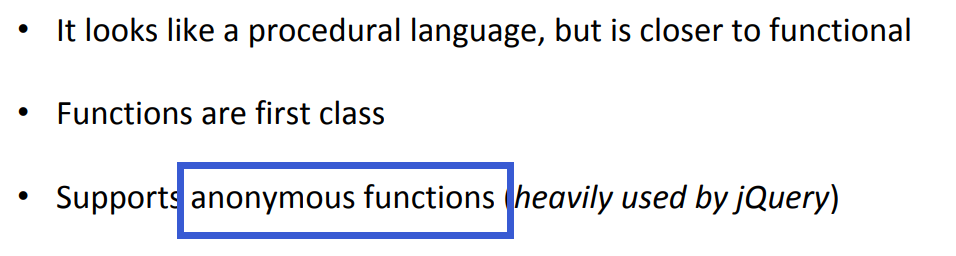 • It looks like a procedural language, but is closer to functional
• Functions are first class
• Supports anonymous functions (heavily used by jQuery)